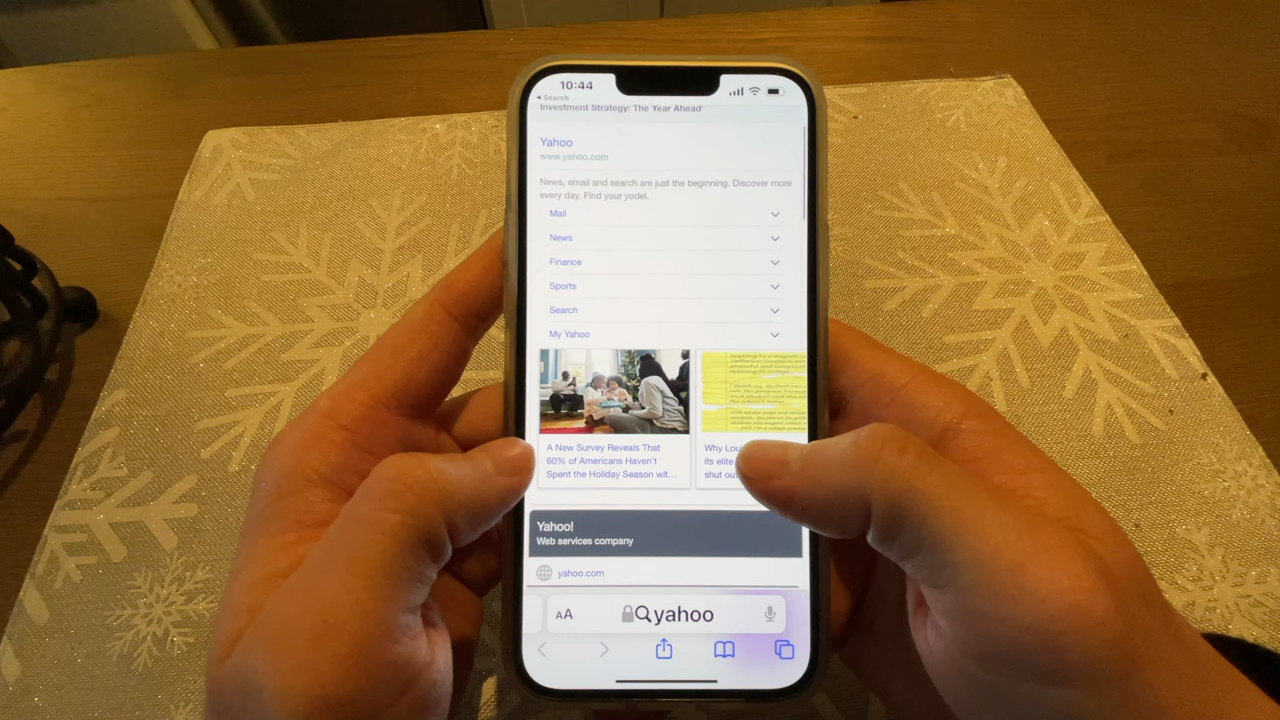 10:44
Search
Investment Strategy: The Year Ahead'
Yahoo
www.yahoo.com
News, email and search are just the beginning. Discover more
every day. Find your yodel.
Mail
News
Finance
Sports
Search
My Yahoo
A New Survey Reveals That
60% of Americans Haven't
Spent the Holiday Season wit...
Why Lou
its elite
shut ou
Yahoo!
Web services company
yahoo.com
AA
yahoo